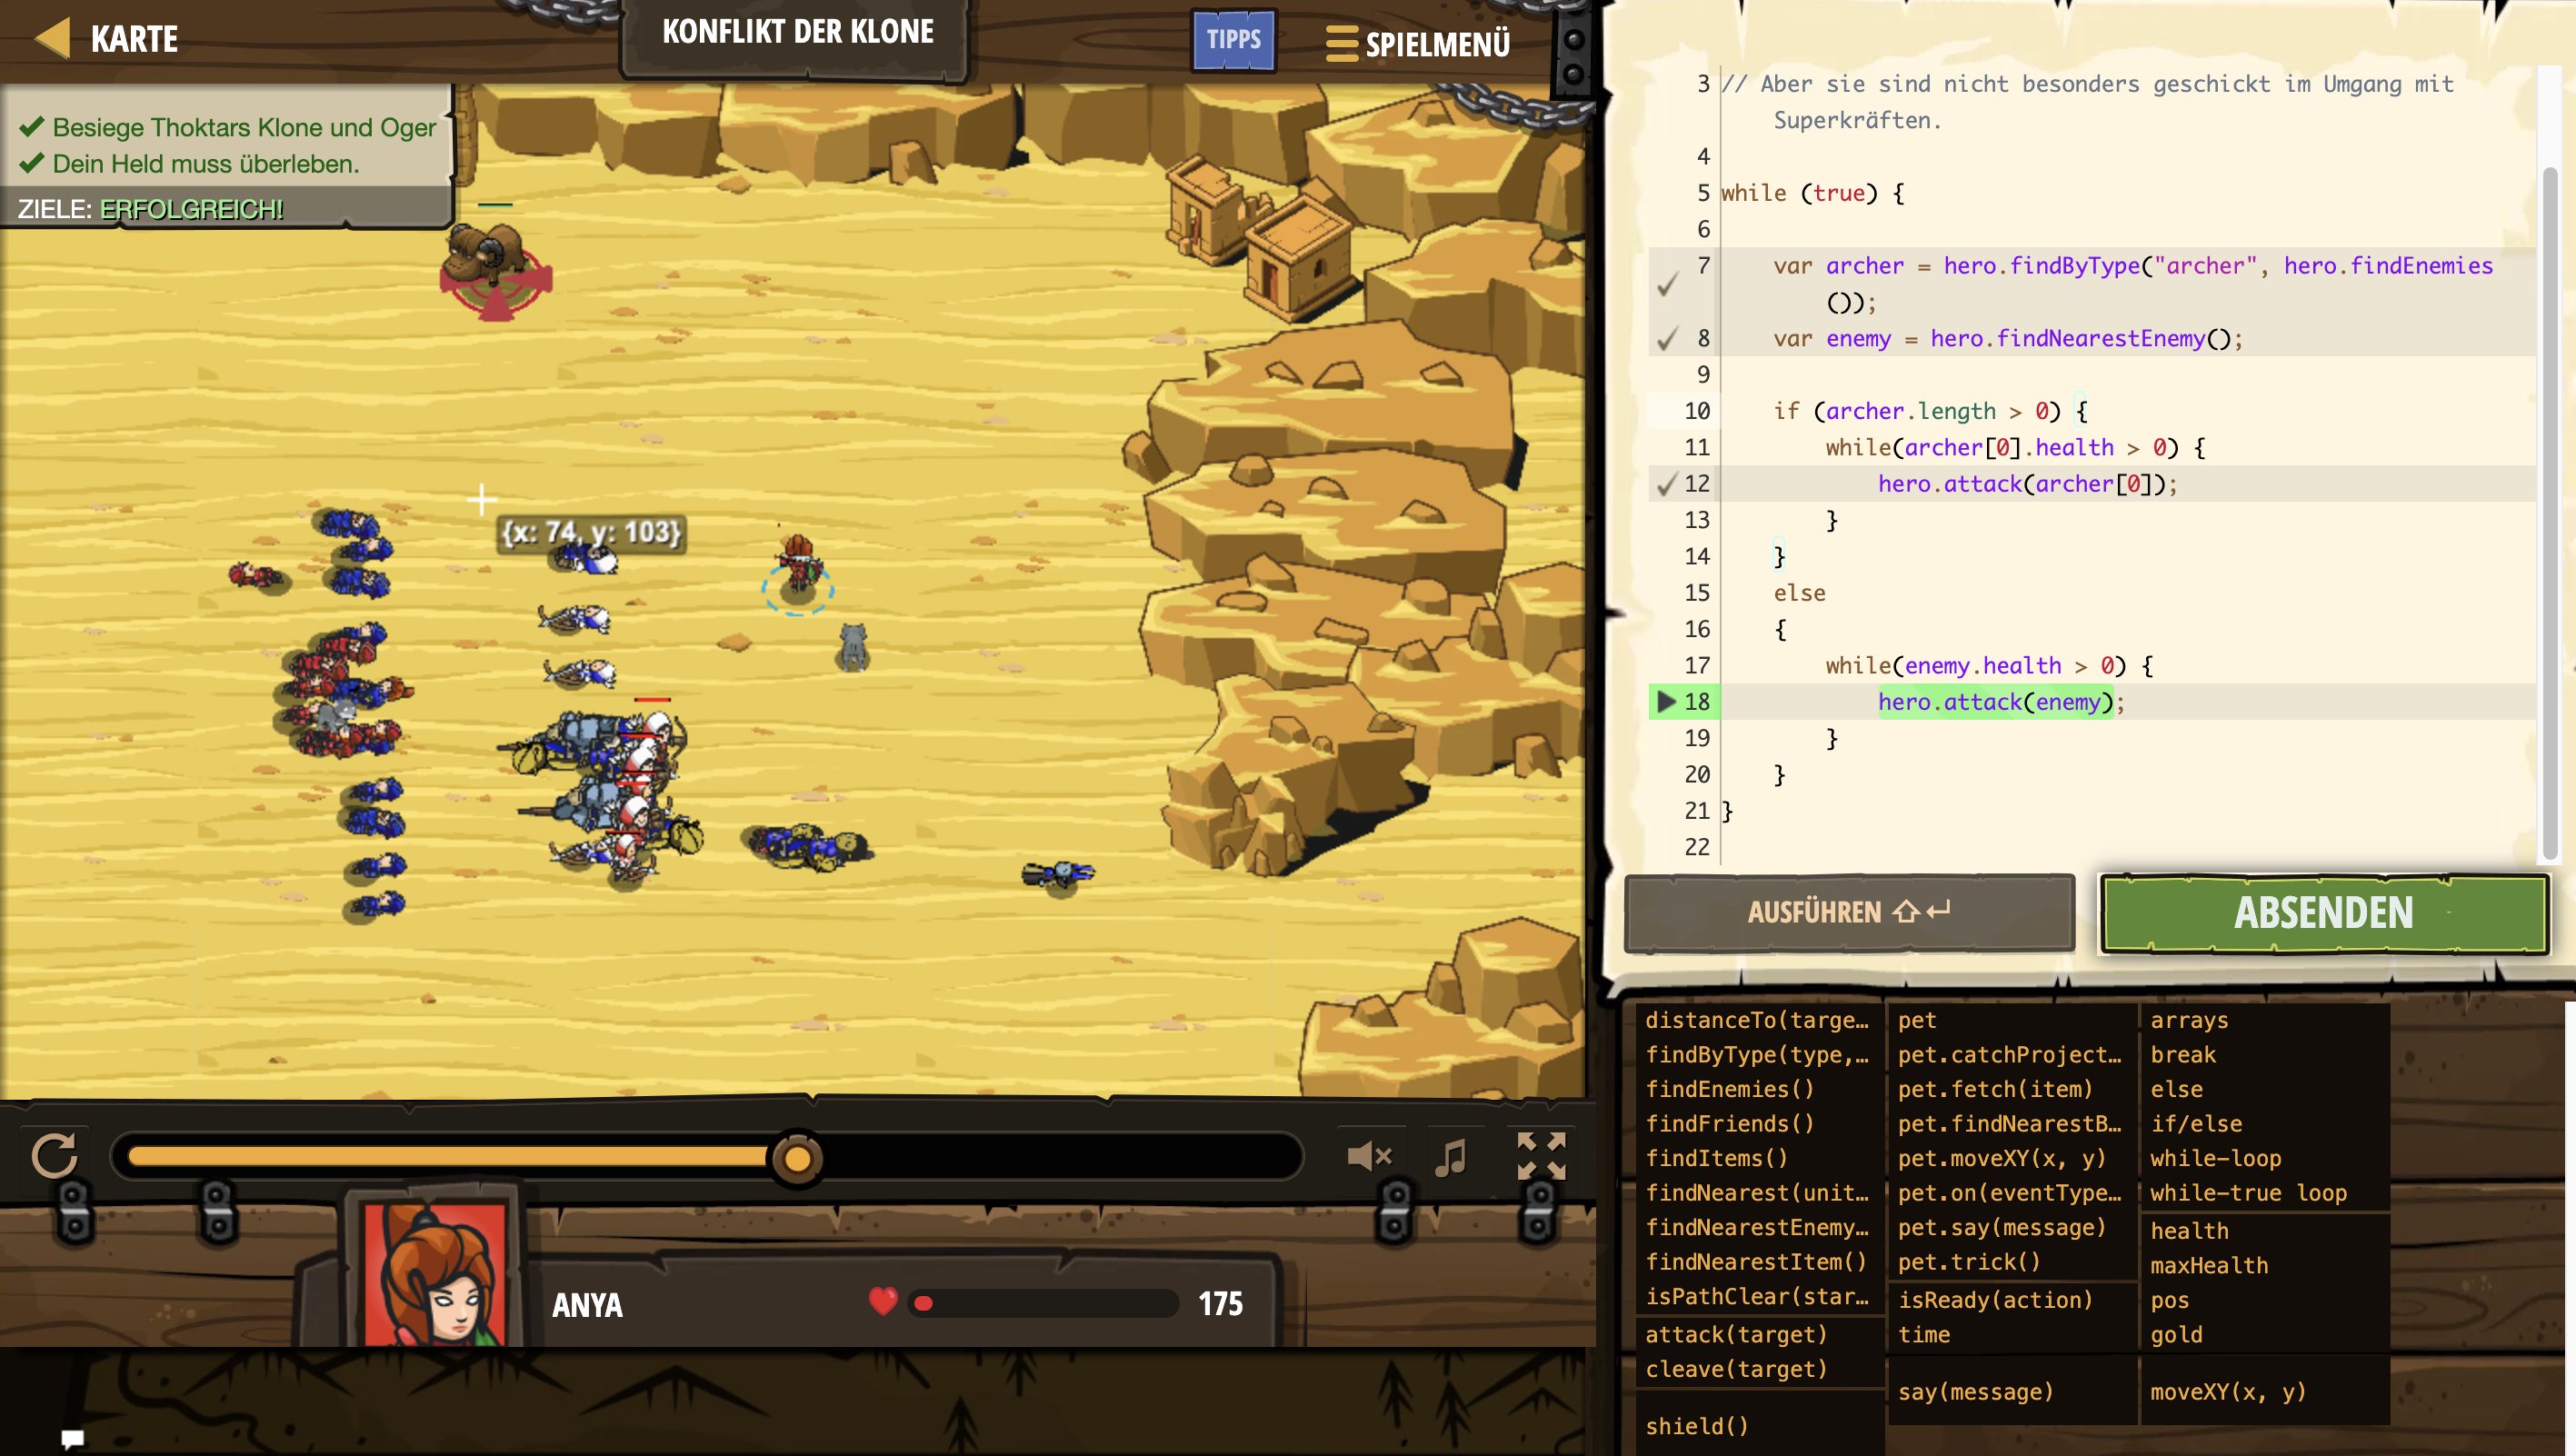 KARTE
KONFLIKT DER KLONE
TIPPS
SPIELMENÜ
Besiege Thoktars Klone und Oger
Dein Held muss überleben.
ZIELE: ERFOLGREICH!
{x: 74, y: 103}
3 // Aber sie sind nicht besonders geschickt im Umgang mit
Superkräften.
4
5 while (true) {
6
7 var archer = hero.findByType("archer", hero.findEnemies
());
8 var enemy = hero.findNearestEnemy();
9
10 if (archer.length > 0) {
11 while(archer[0].health > 0) {
12 hero.attack(archer[0]);
13 }
14 }
15 else
16 {
17 while(enemy.health > 0) {
18 hero.attack(enemy);
19 }
20 }
21 }
22
AUSFÜHREN
ABSENDEN
distanceTo(targe…
findByType(type,…
findEnemies()
findFriends()
findItems()
findNearest(unit…
findNearestEnemy…
findNearestItem()
isPathClear(star…
attack(target)
cleave(target)
shield()
pet
pet.catchProject…
pet.fetch(item)
pet.findNearestB…
pet.moveXY(x, y)
pet.on(eventType…
pet.say(message)
pet.trick()
isReady(action)
time
say(message)
arrays
break
else
if/else
while-loop
while-true loop
health
maxHealth
pos
gold
moveXY(x, y)
ANYA
175